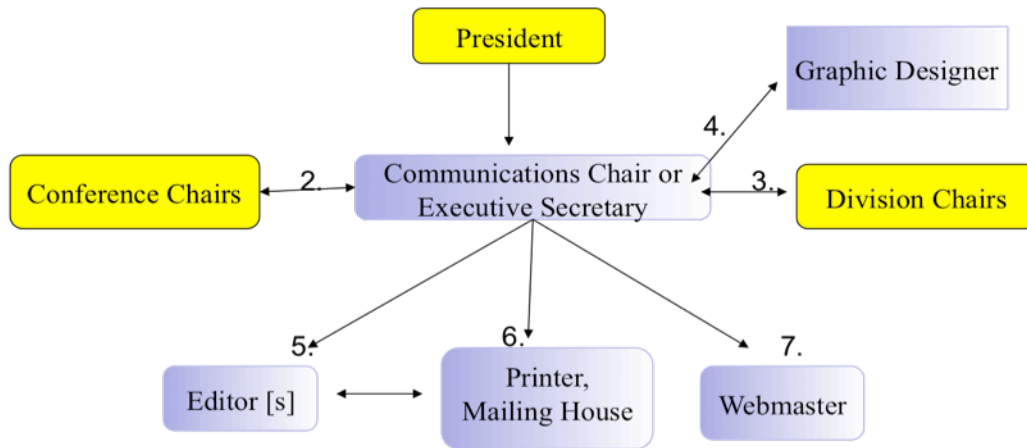 President
Graphic Designer
4.
Conference Chairs
2.
Communications Chair or
Executive Secretary
3.
Division Chairs
5.
6.
7.
Editor [s]
Printer,
Mailing House
Webmaster